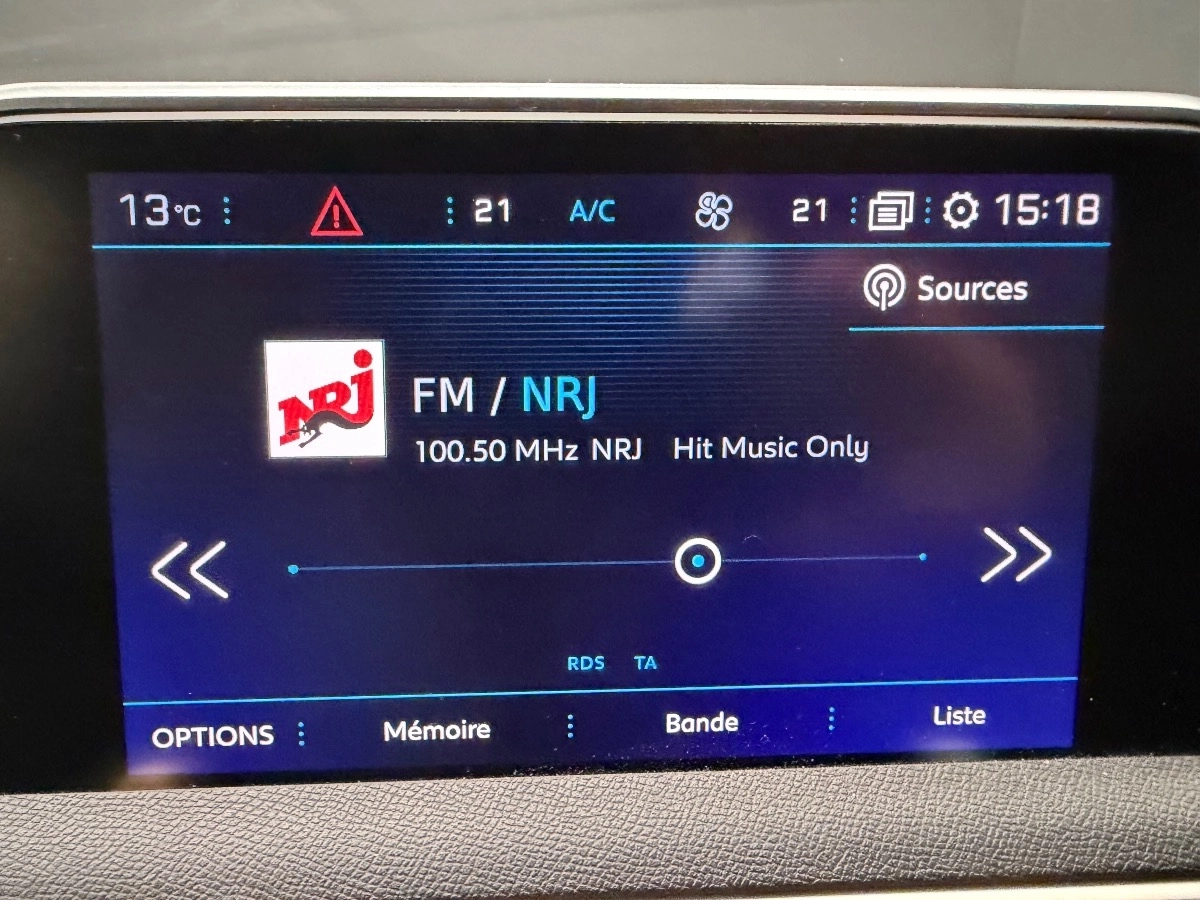 13°C 21 A/C 21 15:18
Sources
NRJ
FM / NRJ
100.50 MHz NRJ Hit Music Only
RDS TA
OPTIONS Mémoire Bande Liste